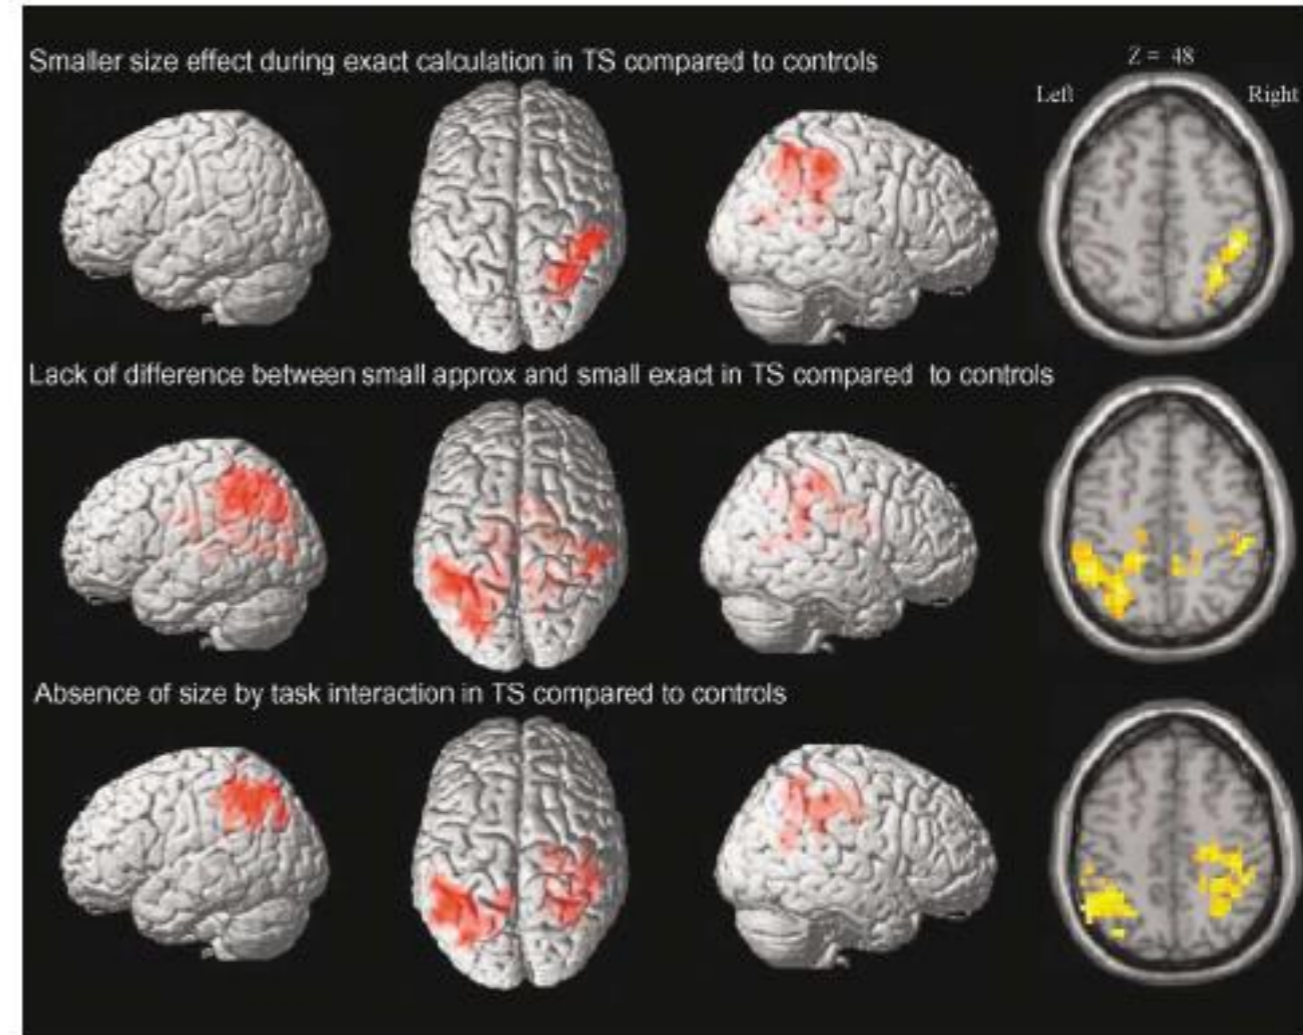 Smaller size effect during exact calculation in TS compared to controls
Z = 48
Left
Right
Lack of difference between small approx and small exact in TS compared to controls
Absence of size by task interaction in TS compared to controls